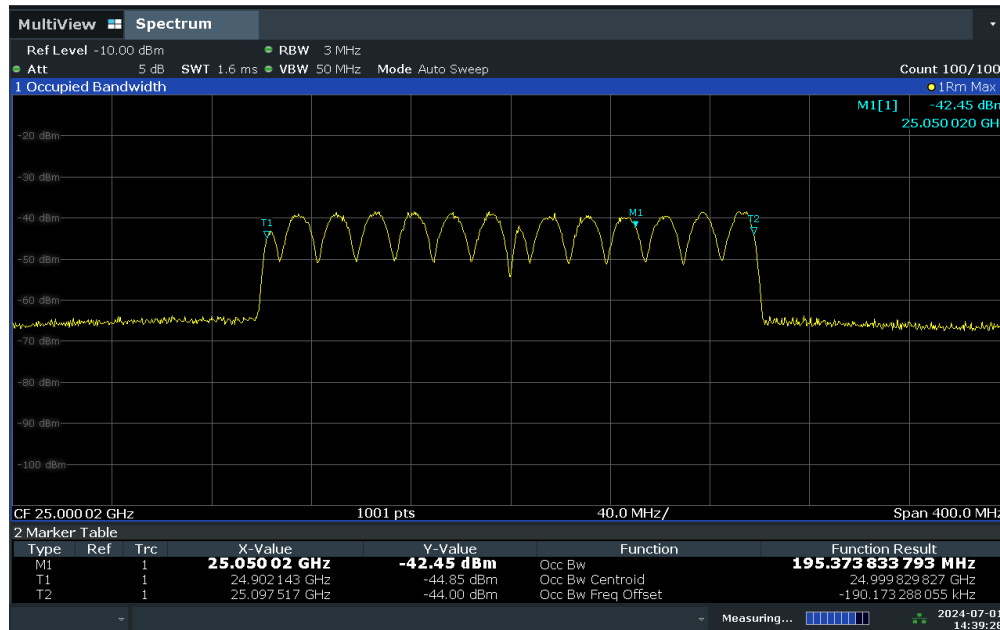 MultiView Spectrum
Ref Level -10.00 dBm RBW 3 MHz
Att 5 dB SWT 1.6 ms VBW 50 MHz Mode Auto Sweep Count 100/100
1 Occupied Bandwidth 1Rm Max
M1[1] -42.45 dBm
25.050 020 GH
-20 dBm
-30 dBm
-40 dBm
-50 dBm
-60 dBm
-70 dBm
-80 dBm
-90 dBm
-100 dBm
T1
M1
T2
CF 25.000 02 GHz 1001 pts 40.0 MHz/ Span 400.0 MHz
2 Marker Table
Type Ref Trc X-Value Y-Value Function Function Result
M1 1 25.050 02 GHz -42.45 dBm Occ Bw 195.373 833 793 MHz
T1 1 24.902 143 GHz -44.85 dBm Occ Bw Centroid 24.999 829 827 GHz
T2 1 25.097 517 GHz -44.00 dBm Occ Bw Freq Offset -190.173 288 055 kHz
Measuring... 2024-07-01
14:39:28